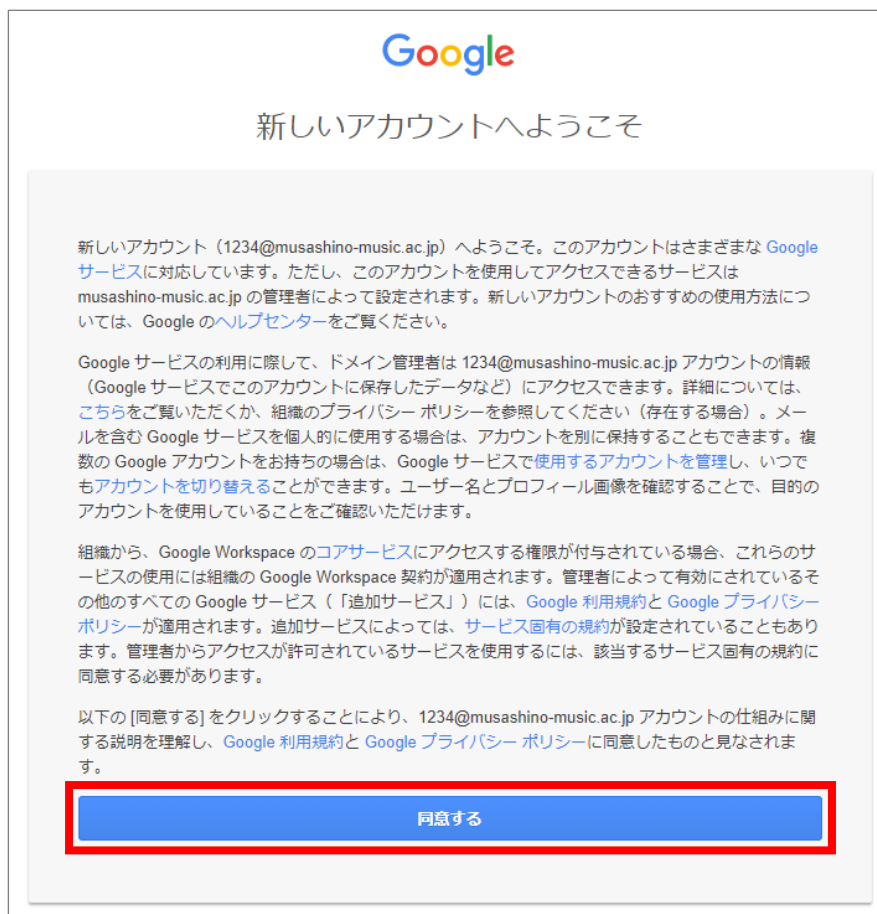 Google
新しいアカウントへようこそ
新しいアカウント（1234@musashino-music.ac.jp）へようこそ。このアカウントはさまざまな Google
サービスに対応しています。ただし、このアカウントを使用してアクセスできるサービスは
musashino-music.ac.jp の管理者によって設定されます。新しいアカウントのおすすめの使用方法につ
いては、Google のヘルプセンターをご覧ください。
Google サービスの利用に際して、ドメイン管理者は 1234@musashino-music.ac.jp アカウントの情報
（Google サービスでこのアカウントに保存したデータなど）にアクセスできます。詳細については、
こちらをご覧いただくか、組織のプライバシー ポリシーを参照してください（存在する場合）。メー
ルを含む Google サービスを個人的に使用する場合は、アカウントを別に保持することもできます。複
数の Google アカウントをお持ちの場合は、Google サービスで使用するアカウントを管理し、いつで
もアカウントを切り替えることができます。ユーザー名とプロフィール画像を確認することで、目的の
アカウントを使用していることをご確認いただけます。
組織から、Google Workspace のコアサービスにアクセスする権限が付与されている場合、これらのサ
ービスの使用には組織の Google Workspace 契約が適用されます。管理者によって有効にされているそ
の他のすべての Google サービス（「追加サービス」）には、Google 利用規約と Google プライバシー
ポリシーが適用されます。追加サービスによっては、サービス固有の規約が設定されていることもあり
ます。管理者からアクセスが許可されているサービスを使用するには、該当するサービス固有の規約に
同意する必要があります。
以下の [同意する] をクリックすることにより、1234@musashino-music.ac.jp アカウントの仕組みに関
する説明を理解し、Google 利用規約と Google プライバシー ポリシーに同意したものと見なされま
す。
同意する